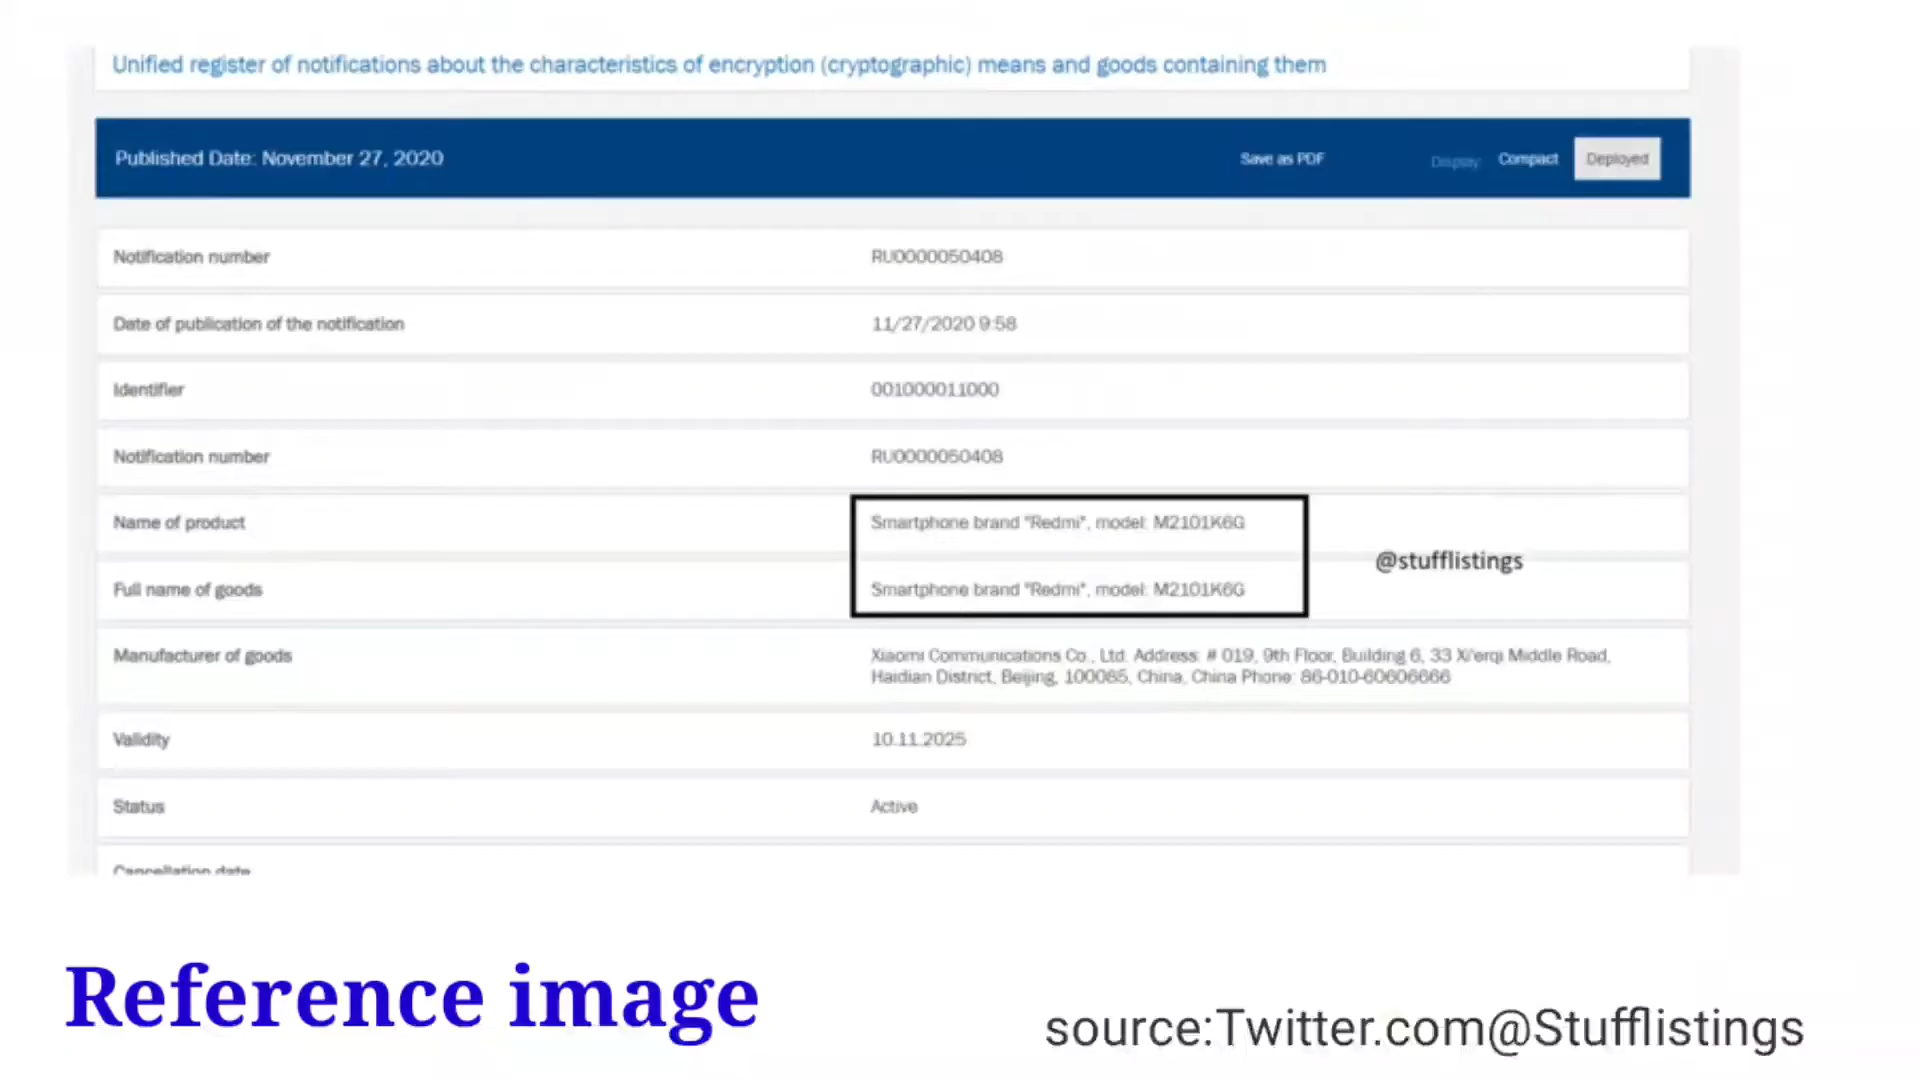 Unified register of notifications about the characteristics of encryption (cryptographic) means and goods containing them
Published Date: November 27, 2020
Save as PDF
Display
Compact
Deployed
Notification number
RU0000050408
Date of publication of the notification
11/27/2020 9:58
Identifier
001000011000
Notification number
RU0000050408
Name of product
Smartphone brand "Redmi", model: M2101K6G
@stufflistings
Full name of goods
Smartphone brand "Redmi", model: M2101K6G
Manufacturer of goods
Xiaomi Communications Co., Ltd. Address: # 019, 9th Floor, Building 6, 33 Xi'erqi Middle Road,
Haidian District, Beijing, 100085, China, China Phone: 86-010-60606666
Validity
10.11.2025
Status
Active
Cancellation date
Reference image
source:Twitter.com@Stufflistings